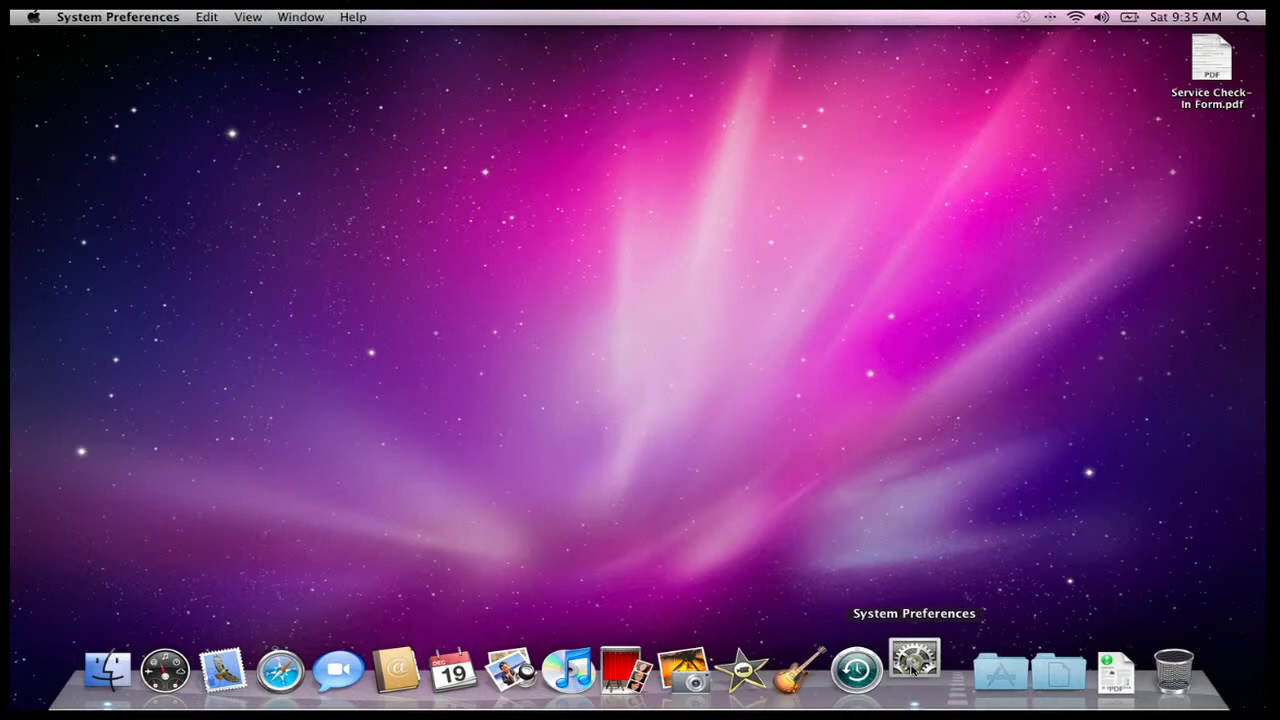 System Preferences Edit View Window Help Sat 9:35 AM
PDF
Service Check-
In Form.pdf
System Preferences
DEC
19
PDF